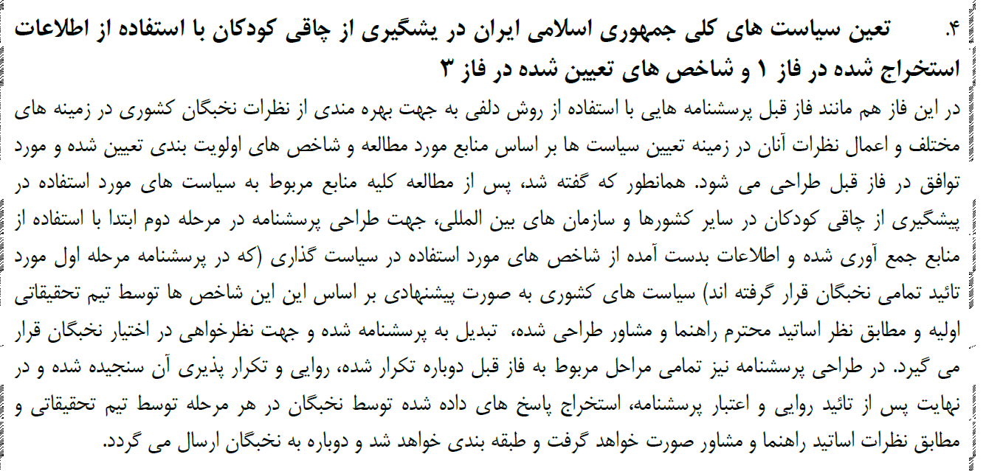 ۴. تعین سیاست های کلی جمهوری اسلامی ایران در یشگیری از چاقی کودکان با استفاده از اطلاعات
استخراج شده در فاز ۱ و شاخص های تعیین شده در فاز ۳
در این فاز هم مانند فاز قبل پرسشنامه هایی با استفاده از روش دلفی به جهت بهره مندی از نظرات نخبگان کشوری در زمینه های
مختلف و اعمال نظرات آنان در زمینه تعیین سیاست ها بر اساس منابع مورد مطالعه و شاخص های اولویت بندی تعیین شده و مورد
توافق در فاز قبل طراحی می شود. همانطور که گفته شد، پس از مطالعه کلیه منابع مربوط به سیاست های مورد استفاده در
پیشگیری از چاقی کودکان در سایر کشورها و سازمان های بین المللی، جهت طراحی پرسشنامه در مرحله دوم ابتدا با استفاده از
منابع جمع آوری شده و اطلاعات بدست آمده از شاخص های مورد استفاده در سیاست گذاری (که در پرسشنامه مرحله اول مورد
تائید تمامی نخبگان قرار گرفته اند) سیاست های کشوری به صورت پیشنهادی بر اساس این این شاخص ها توسط تیم تحقیقاتی
اولیه و مطابق نظر اساتید محترم راهنما و مشاور طراحی شده، تبدیل به پرسشنامه شده و جهت نظرخواهی در اختیار نخبگان قرار
می گیرد. در طراحی پرسشنامه نیز تمامی مراحل مربوط به فاز قبل دوباره تکرار شده، روایی و تکرار پذیری آن سنجیده شده و در
نهایت پس از تائید روایی و اعتبار پرسشنامه، استخراج پاسخ های داده شده توسط نخبگان در هر مرحله توسط تیم تحقیقاتی و
مطابق نظرات اساتید راهنما و مشاور صورت خواهد گرفت و طبقه بندی خواهد شد و دوباره به نخبگان ارسال می گردد.